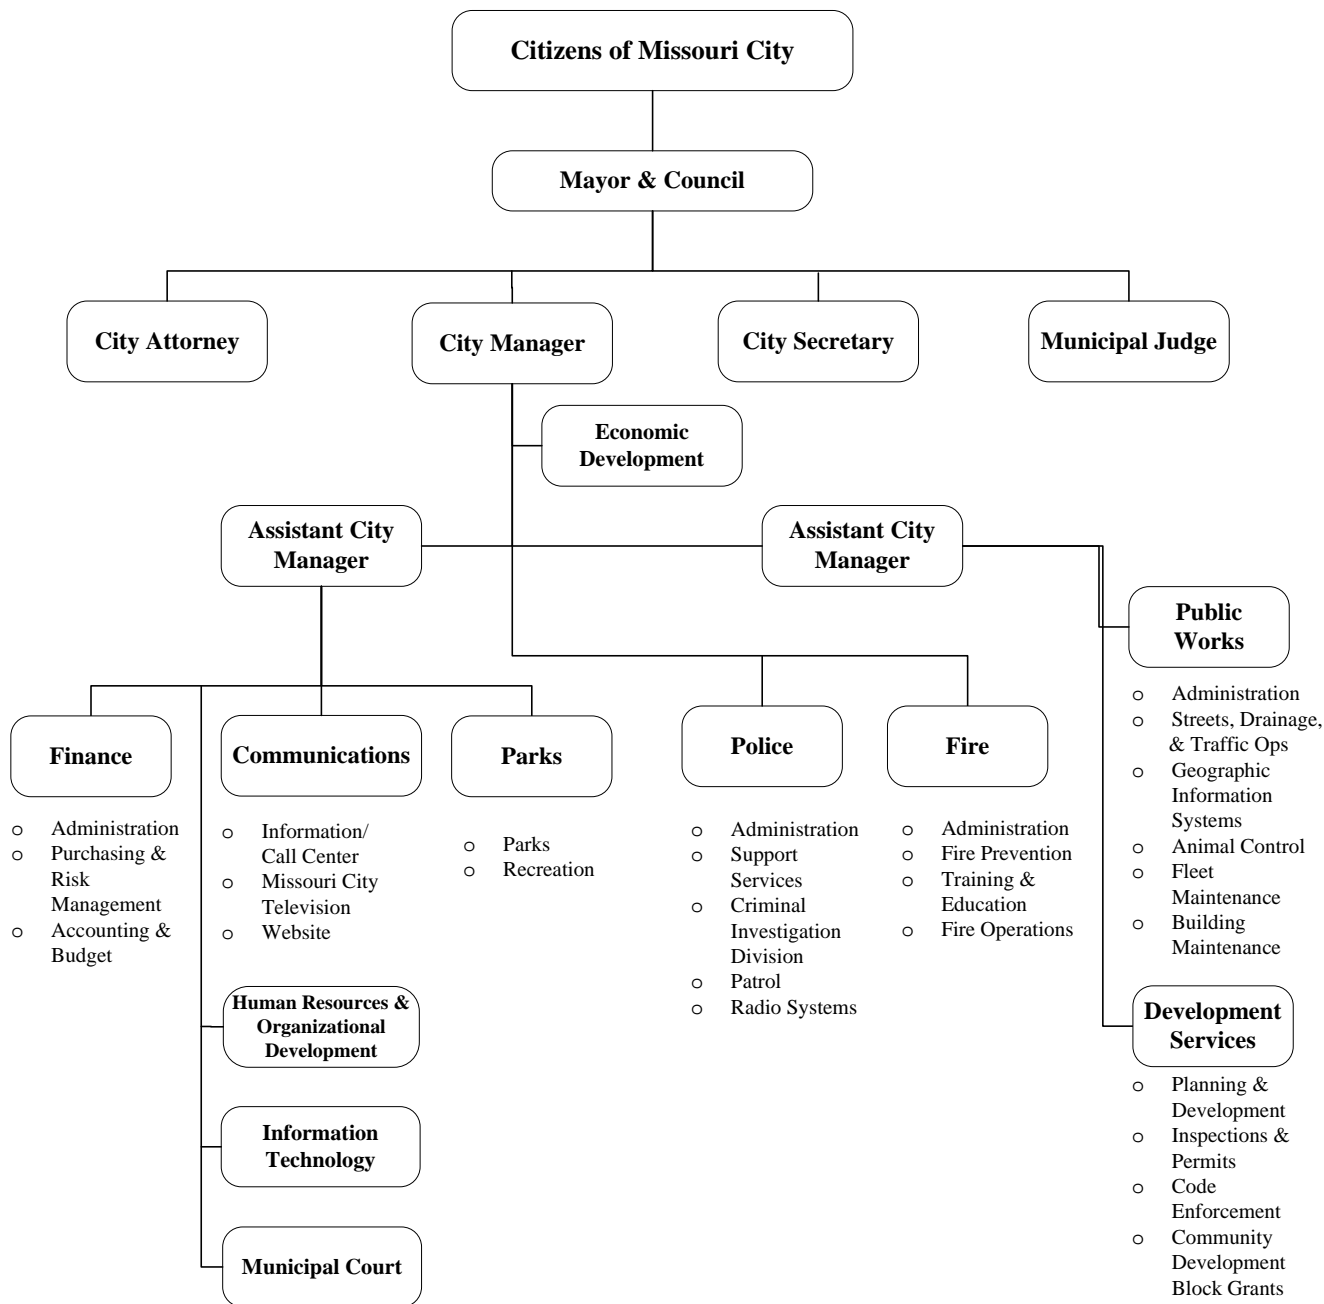 Citizens of Missouri City
Mayor & Council
City Attorney
City Manager
City Secretary
Municipal Judge
Economic
Development
Assistant City
Manager
Assistant City
Manager
Public
Works
o Administration
o Streets, Drainage,
& Traffic Ops
o Geographic
Information
Systems
o Animal Control
o Fleet
Maintenance
o Building
Maintenance
Finance
o Administration
o Purchasing &
Risk
Management
o Accounting &
Budget
Communications
o Information/
Call Center
o Missouri City
Television
o Website
Parks
o Parks
o Recreation
Police
o Administration
o Support
Services
o Criminal
Investigation
Division
o Patrol
o Radio Systems
Fire
o Administration
o Fire Prevention
o Training &
Education
o Fire Operations
Human Resources &
Organizational
Development
Information
Technology
Municipal Court
Development
Services
o Planning &
Development
o Inspections &
Permits
o Code
Enforcement
o Community
Development
Block Grants